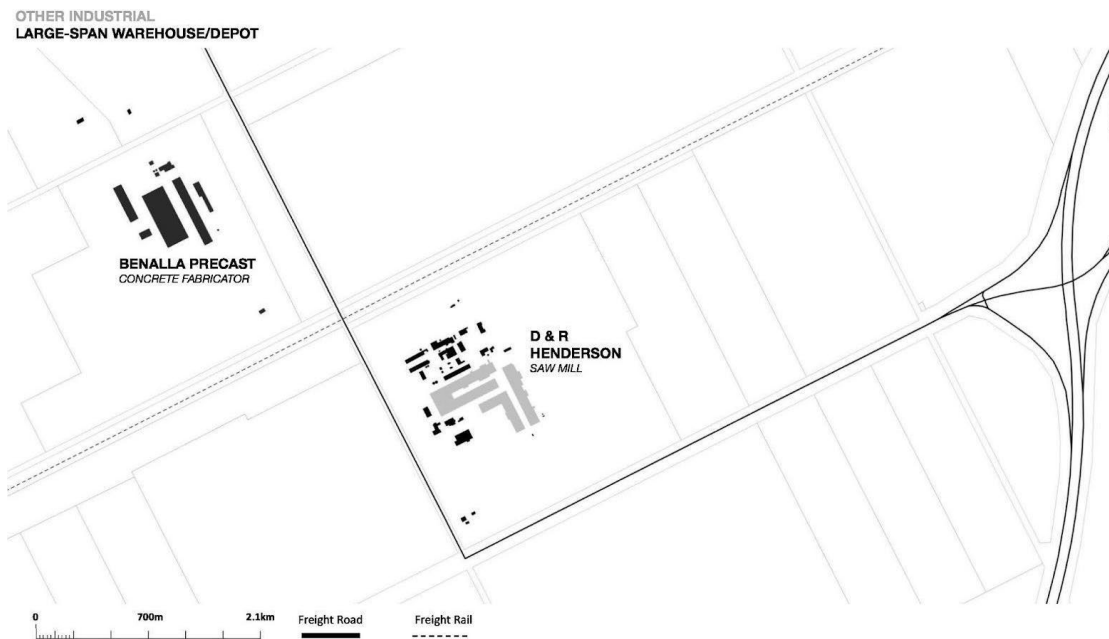 OTHER INDUSTRIAL
LARGE-SPAN WAREHOUSE/DEPOT
BENALLA PRECAST
CONCRETE FABRICATOR
D & R
HENDERSON
SAW MILL
0 700m 2.1km
Freight Road Freight Rail